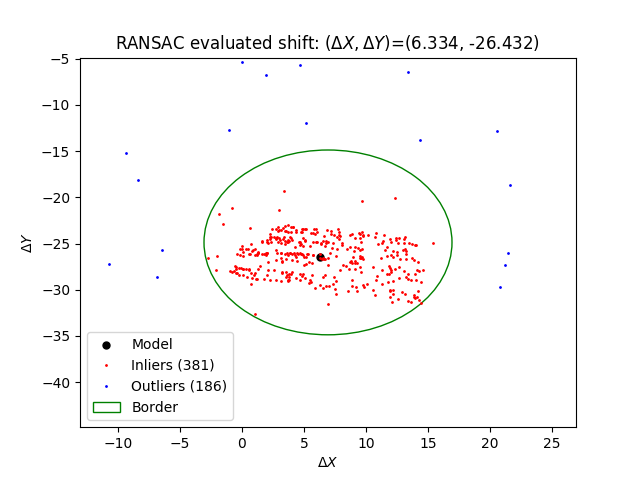 RANSAC evaluated shift: (ΔX, ΔY)=(6.334, -26.432)
−5
−10
−15
−20
−25
−30
−35
−40
ΔY
Model
Inliers (381)
Outliers (186)
Border
−10
−5
0
5
10
15
20
25
ΔX